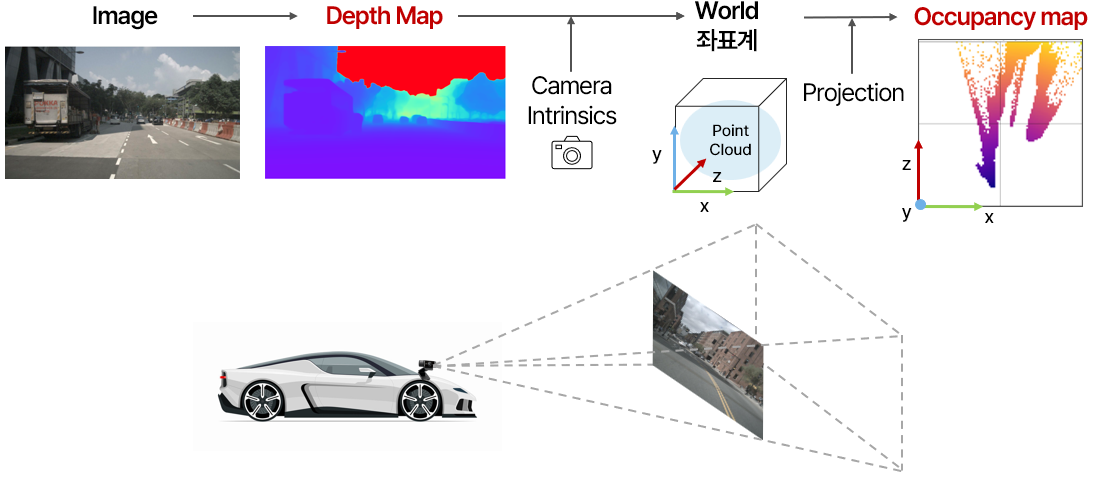 Image
Depth Map
World
좌표계
Occupancy map
Camera
Intrinsics
Projection
Point
Cloud
y
z
x
z
y
x